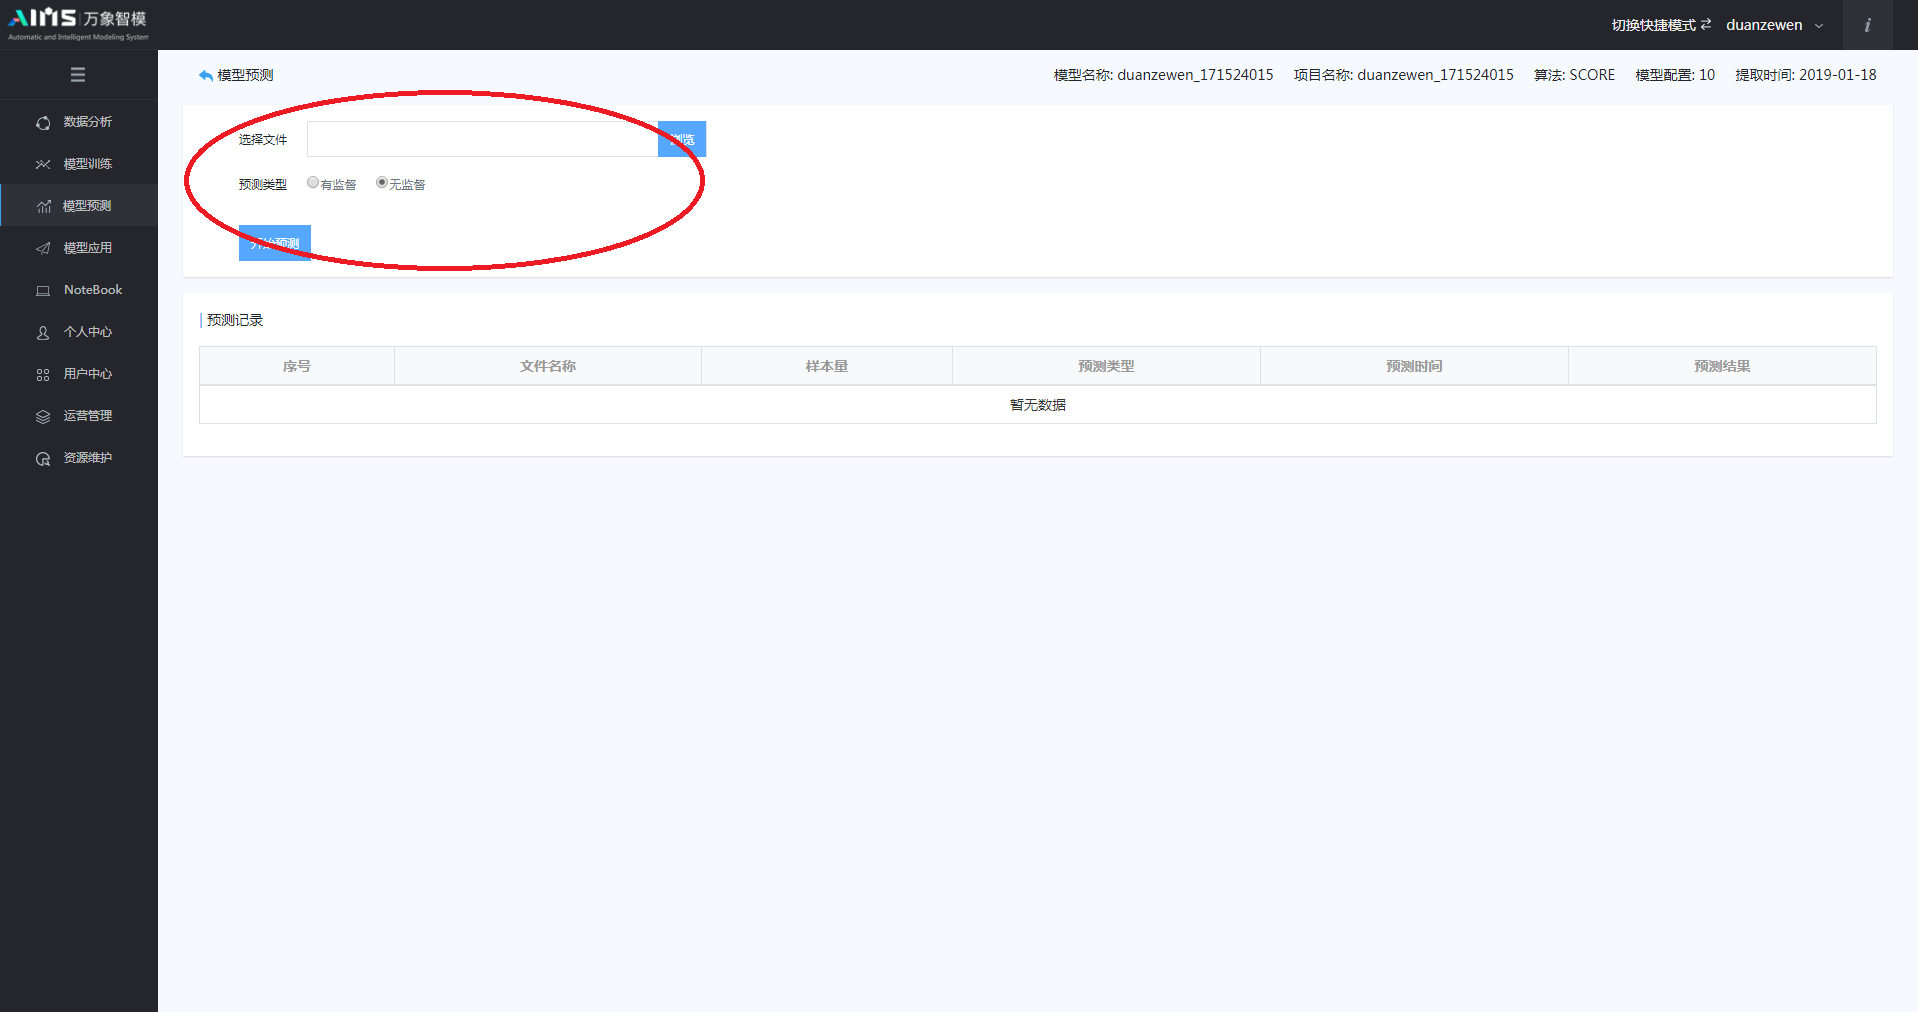 AIMS 万象智模
Automatic and Intelligent Modeling System
切换快捷模式 duanzewen i
模型预测 模型名称: duanzewen_171524015 项目名称: duanzewen_171524015 算法: SCORE 模型配置: 10 提取时间: 2019-01-18
数据分析
模型训练
模型预测
模型应用
NoteBook
个人中心
用户中心
运营管理
资源维护
选择文件 浏览
预测类型 有监督 无监督
开始预测
预测记录
序号 文件名称 样本量 预测类型 预测时间 预测结果
暂无数据